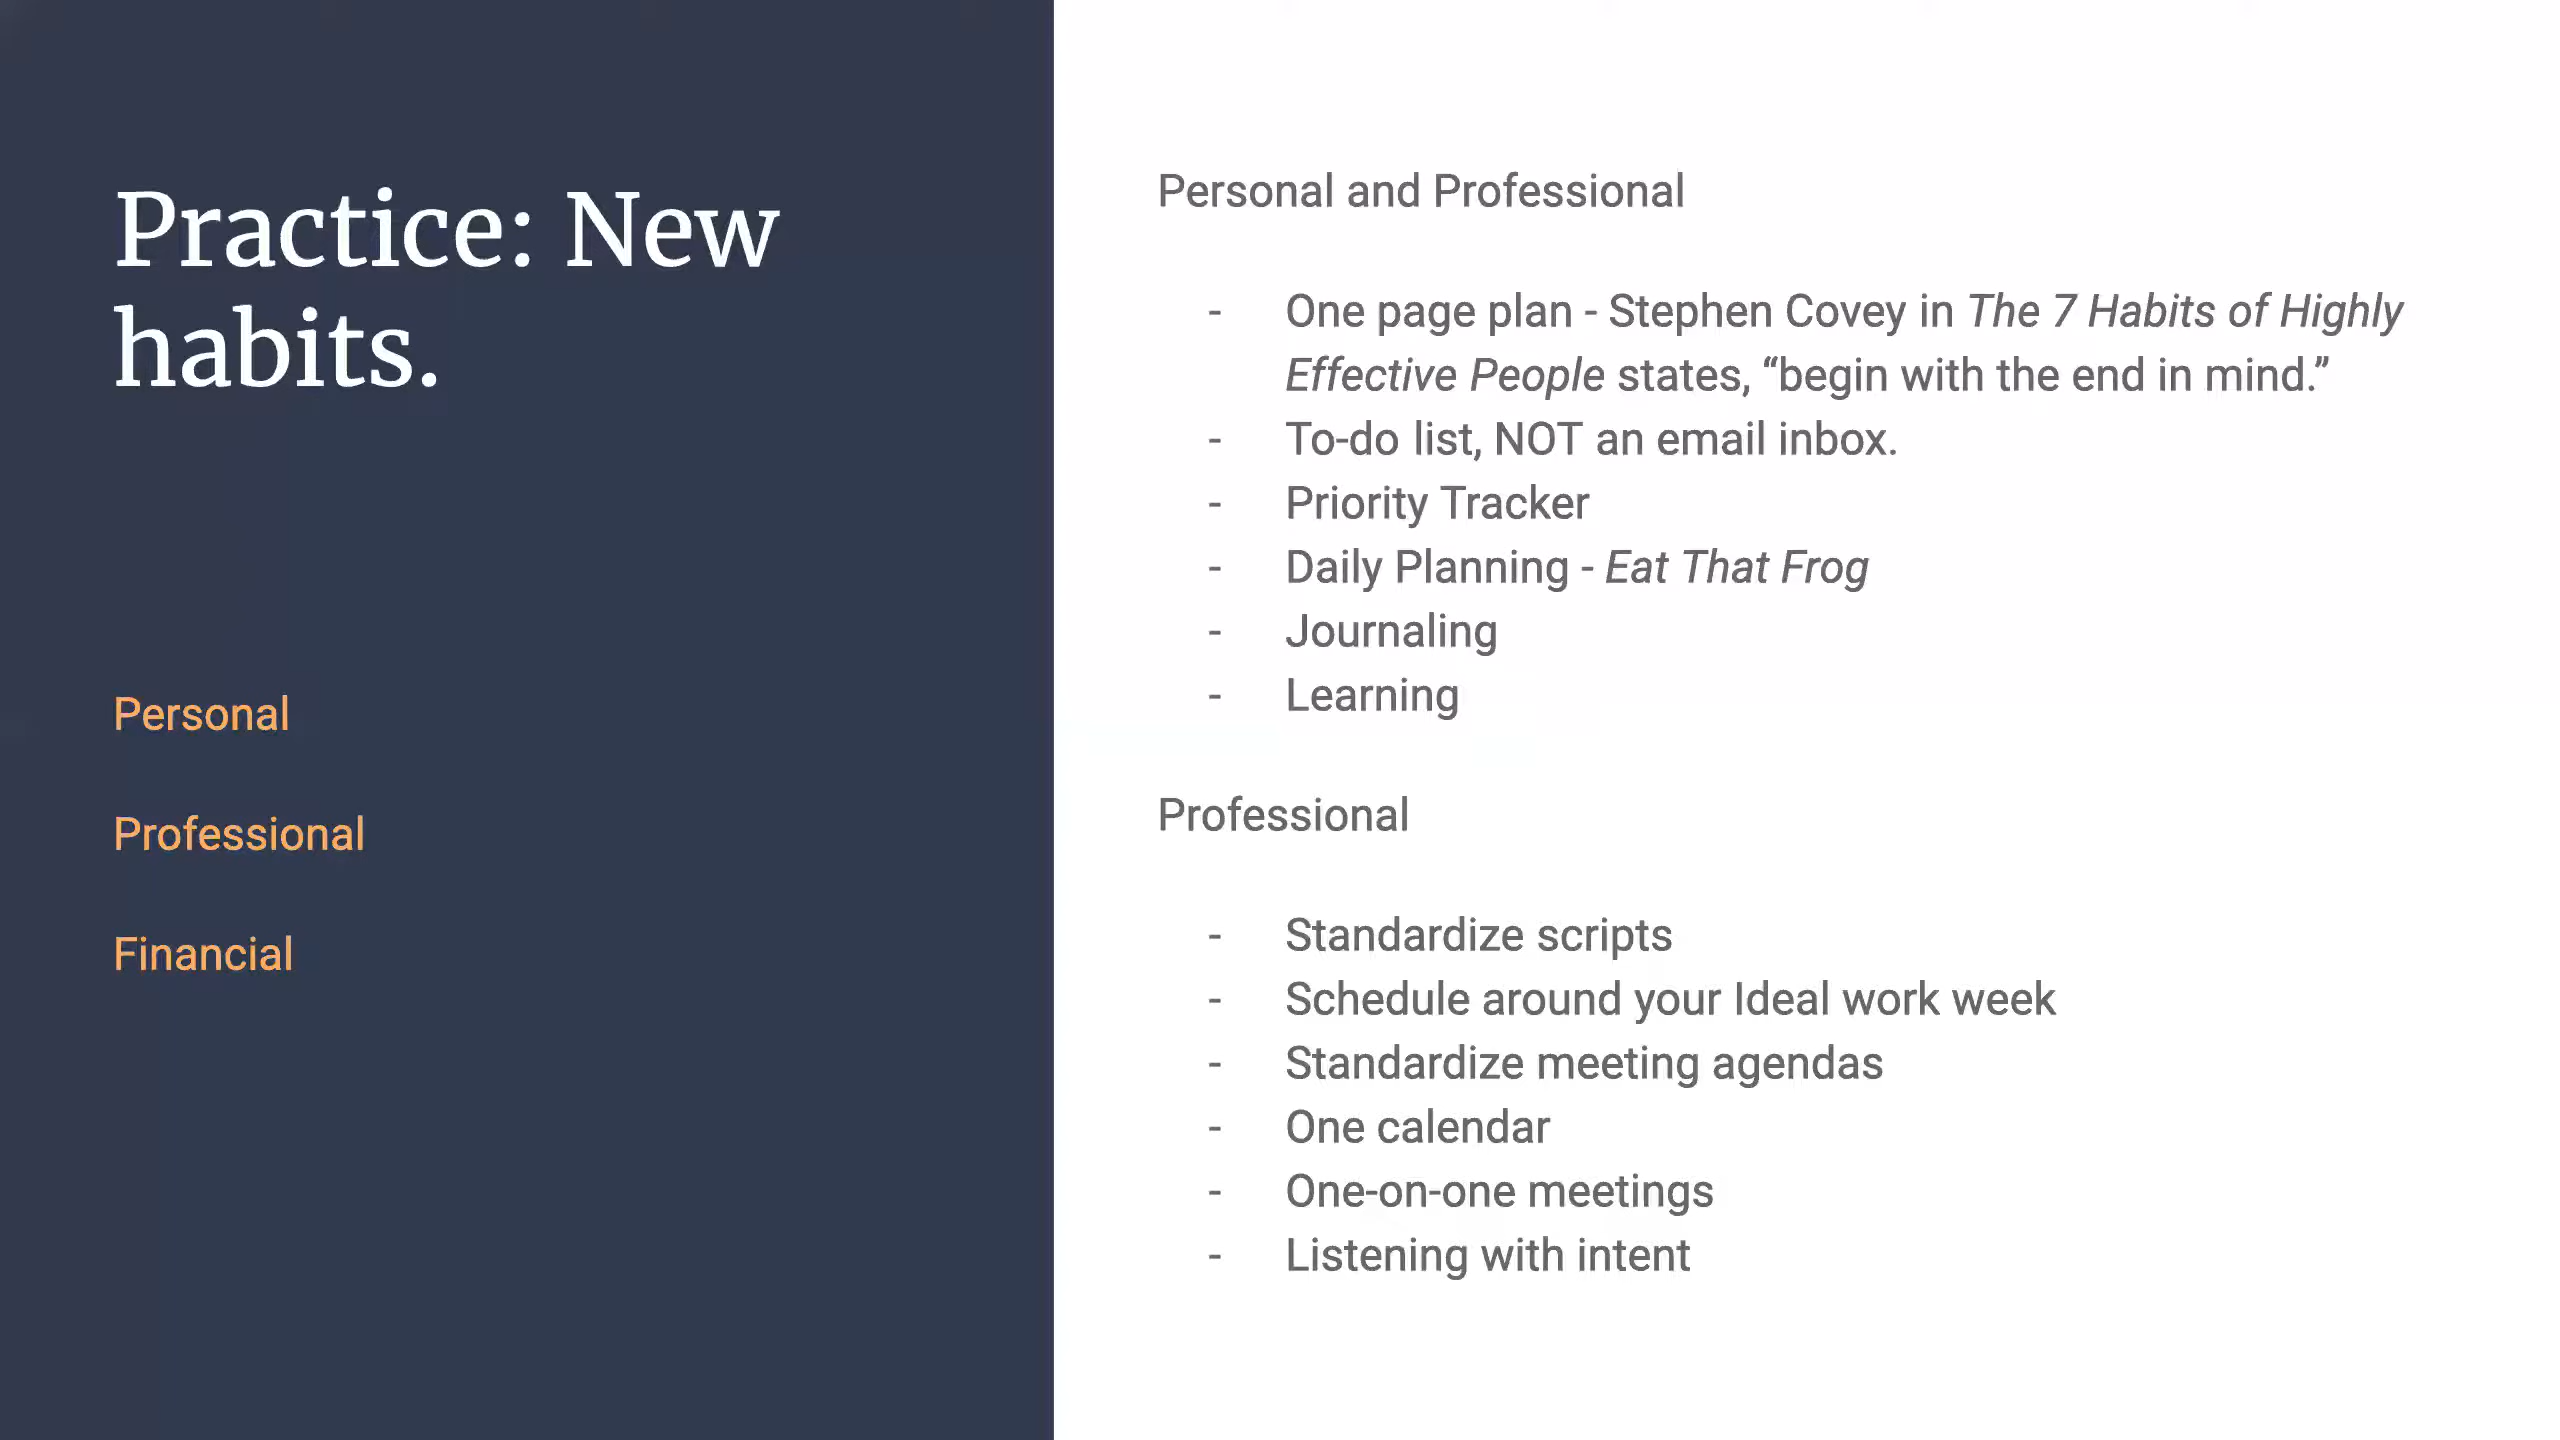 Practice: New
habits.
Personal
Professional
Financial
Personal and Professional
- One page plan - Stephen Covey in The 7 Habits of Highly
Effective People states, “begin with the end in mind.”
- To-do list, NOT an email inbox.
- Priority Tracker
- Daily Planning - Eat That Frog
- Journaling
- Learning
Professional
- Standardize scripts
- Schedule around your Ideal work week
- Standardize meeting agendas
- One calendar
- One-on-one meetings
- Listening with intent